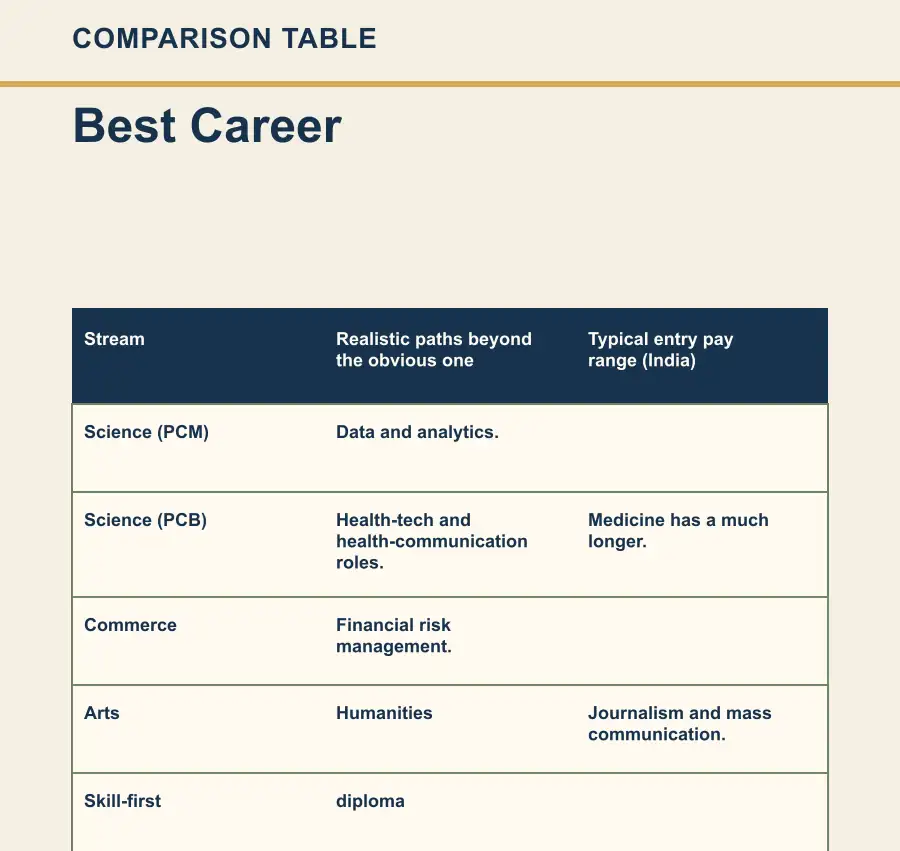 COMPARISON TABLE
Best Career
Stream
Realistic paths beyond
the obvious one
Typical entry pay
range (India)
Science (PCM)
Data and analytics.
Science (PCB)
Health-tech and
health-communication
roles.
Medicine has a much
longer.
Commerce
Financial risk
management.
Arts
Humanities
Journalism and mass
communication.
Skill-first
diploma